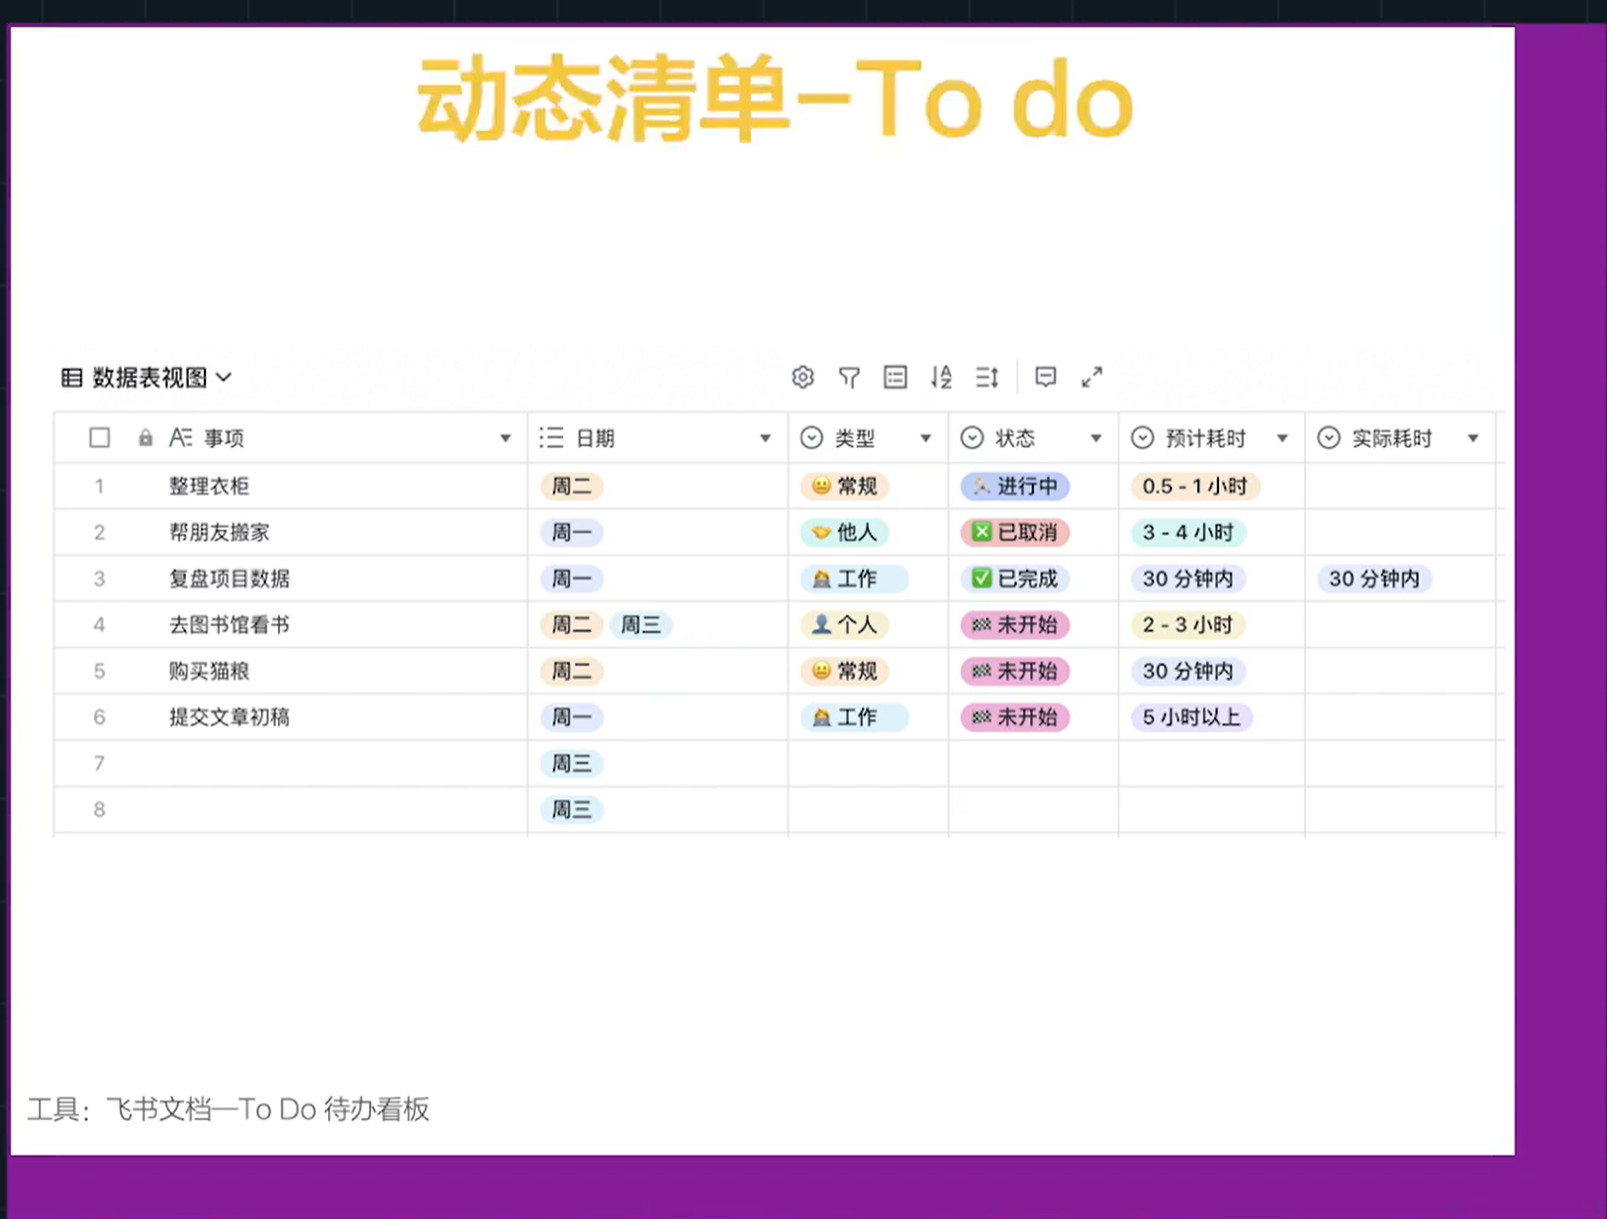 动态清单-To do
数据表视图
事项 日期 类型 状态 预计耗时 实际耗时
1 整理衣柜 周二 常规 进行中 0.5 - 1 小时
2 帮朋友搬家 周一 他人 已取消 3 - 4 小时
3 复盘项目数据 周一 工作 已完成 30 分钟内 30 分钟内
4 去图书馆看书 周二 周三 个人 未开始 2 - 3 小时
5 购买猫粮 周二 常规 未开始 30 分钟内
6 提交文章初稿 周一 工作 未开始 5 小时以上
7 周三
8 周三
工具：飞书文档—To Do 待办看板